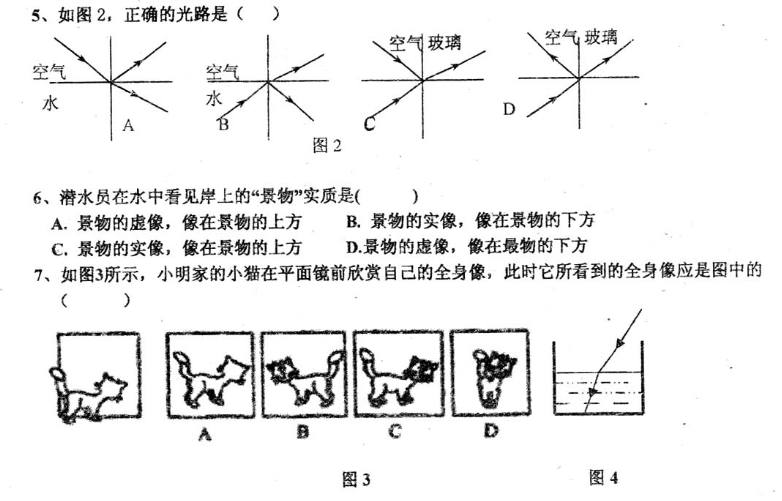 5、如图2，正确的光路是（ ）
空气 空气 空气 玻璃 空气 玻璃
水 水
A B C D
图2
6、潜水员在水中看见岸上的“景物”实质是( )
A. 景物的虚像，像在景物的上方 B. 景物的实像，像在景物的下方
C. 景物的实像，像在景物的上方 D.景物的虚像，像在最物的下方
7、如图3所示，小明家的小猫在平面镜前欣赏自己的全身像，此时它所看到的全身像应是图中的
（ ）
A B C D
图3 图4